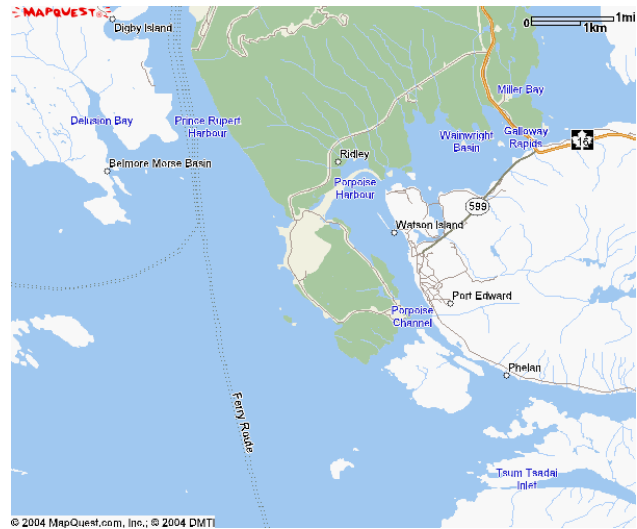 MAPQUEST
Digby Island
0
1mi
1km
Miller Bay
Delusion Bay
Prince Rupert
Harbour
Wainwright
Basin
Galloway
Rapids
16
Ridley
Belmore Morse Basin
Porpoise
Harbour
599
Watson Island
Port Edward
Porpoise
Channel
Phelan
Ferry Route
Tsum Tsadai
Inlet
© 2004 MapQuest.com, Inc.; © 2004 DMTI